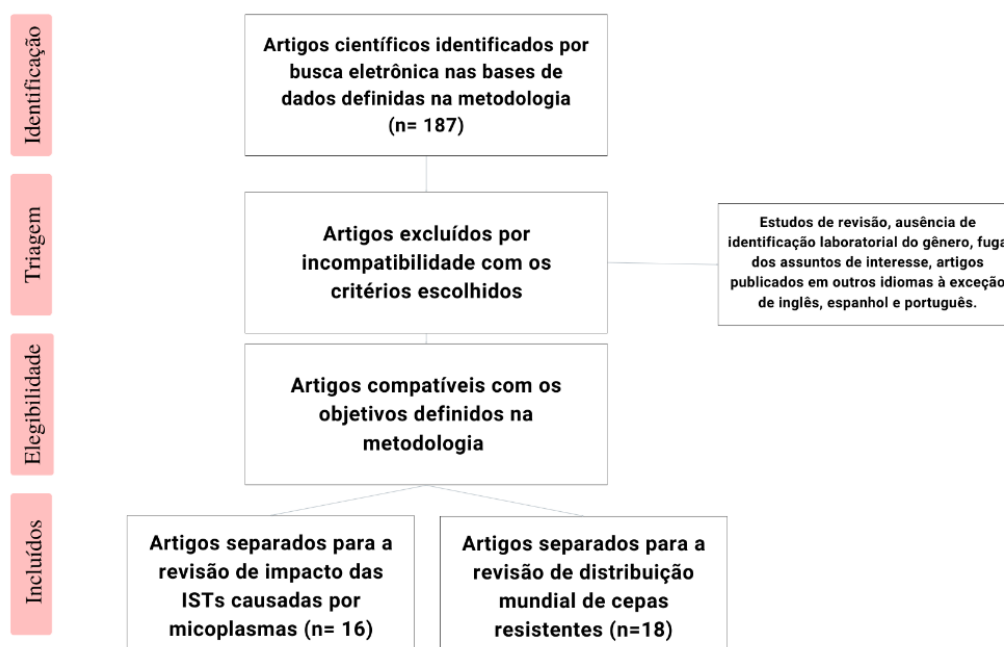 Identificação
Artigos científicos identificados por
busca eletrônica nas bases de
dados definidas na metodologia
(n= 187)
Triagem
Artigos excluídos por
incompatibilidade com os
critérios escolhidos
Estudos de revisão, ausência de
identificação laboratorial do gênero, fuga
dos assuntos de interesse, artigos
publicados em outros idiomas à exceção
de inglês, espanhol e português.
Elegibilidade
Artigos compatíveis com os
objetivos definidos na
metodologia
Incluídos
Artigos separados para a
revisão de impacto das
ISTs causadas por
micoplasmas (n= 16)
Artigos separados para a
revisão de distribuição
mundial de cepas
resistentes (n=18)